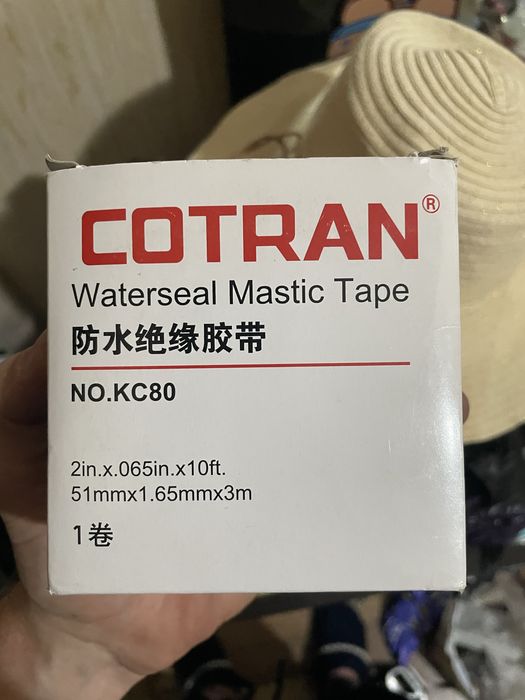 COTRAN®
Waterseal Mastic Tape
防水绝缘胶带
NO.KC80
2in.x.065in.x10ft.
51mmx1.65mmx3m
1卷